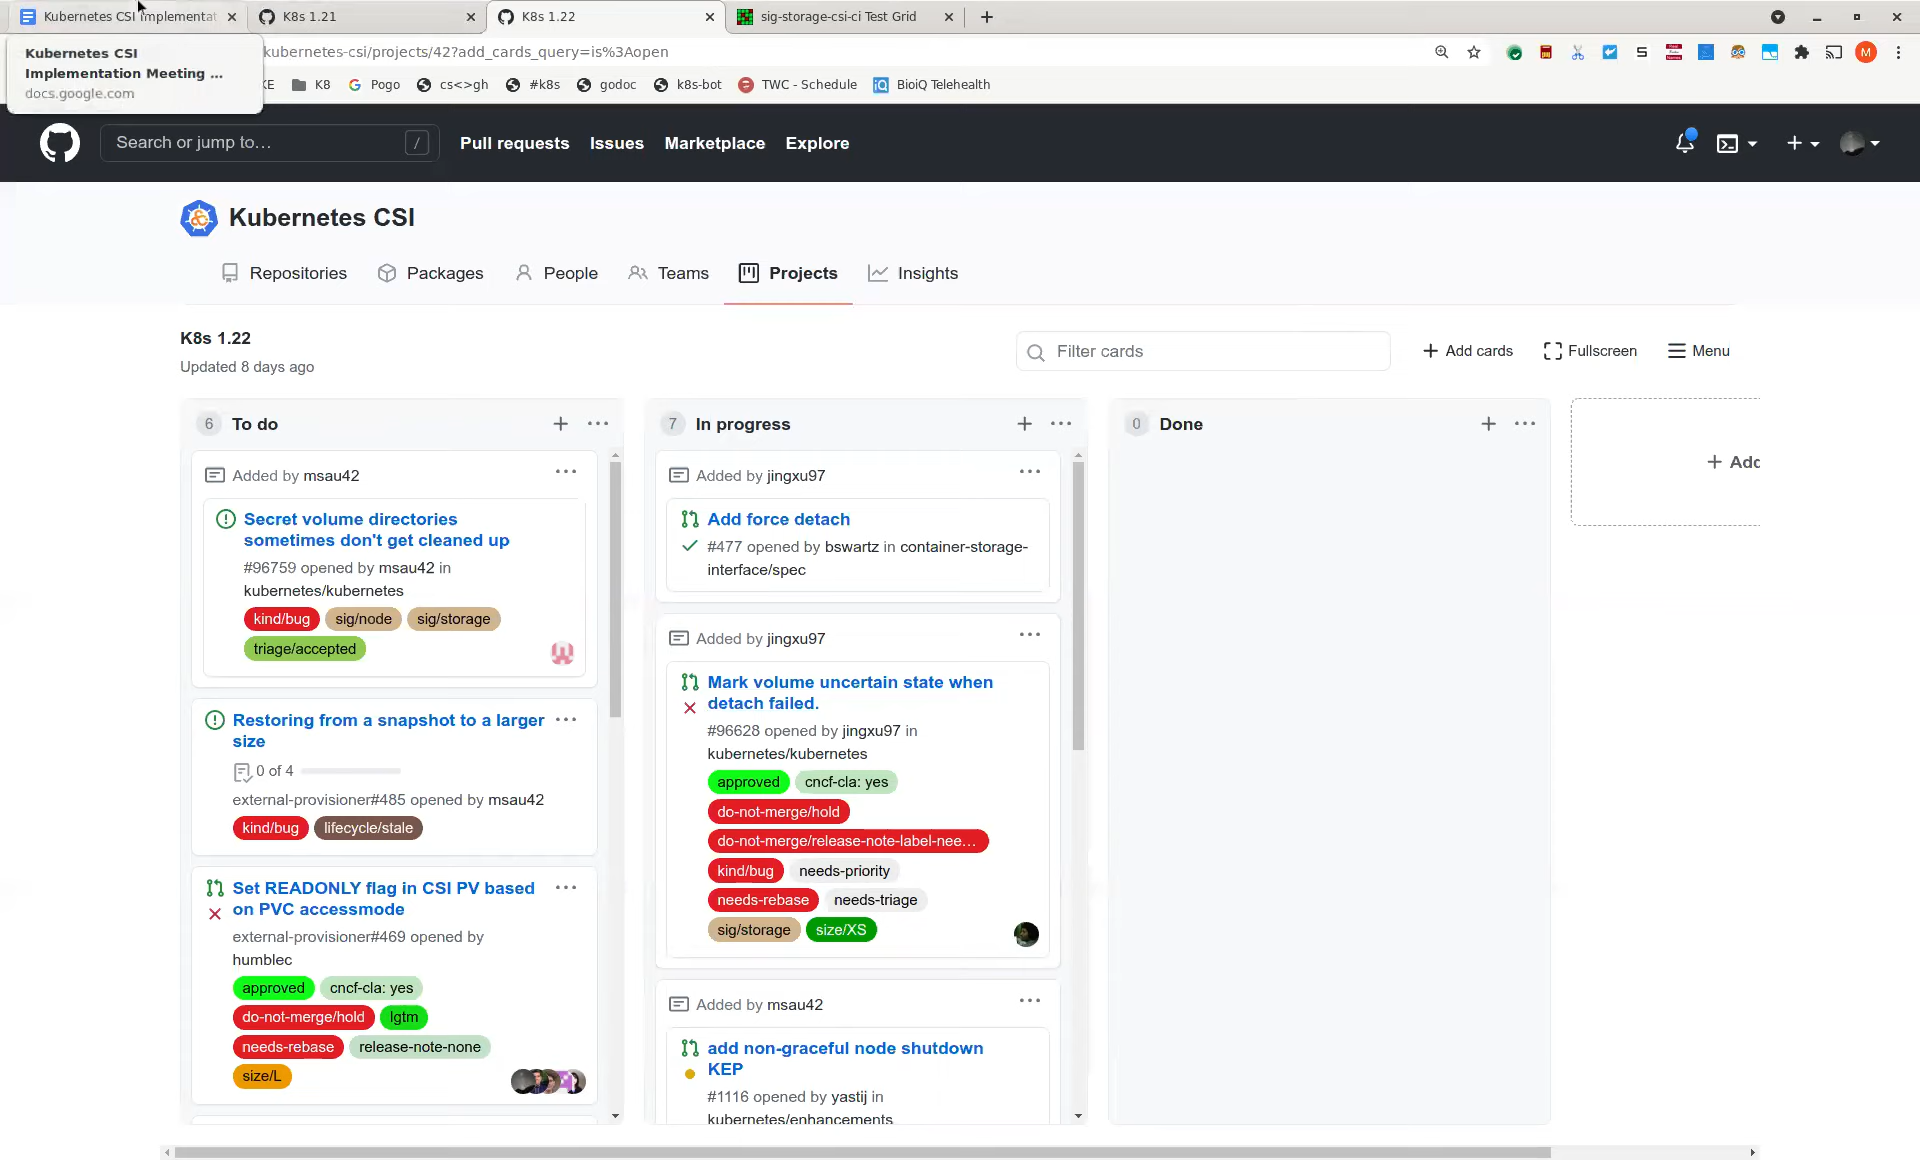 Kubernetes CSI Implementat
K8s 1.21
K8s 1.22
sig-storage-csi-ci Test Grid
Kubernetes CSI
Implementation Meeting ...
docs.google.com
kubernetes-csi/projects/42?add_cards_query=is%3Aopen
M
KE
K8
Pogo
cs<>gh
#k8s
godoc
k8s-bot
TWC - Schedule
BioiQ Telehealth
Search or jump to…
/
Pull requests
Issues
Marketplace
Explore
Kubernetes CSI
Repositories
Packages
People
Teams
Projects
Insights
K8s 1.22
Updated 8 days ago
Filter cards
Add cards
Fullscreen
Menu
6 To do
Added by msau42
Secret volume directories
sometimes don't get cleaned up
#96759 opened by msau42 in
kubernetes/kubernetes
kind/bug sig/node sig/storage
triage/accepted
Restoring from a snapshot to a larger
size
0 of 4
external-provisioner#485 opened by msau42
kind/bug lifecycle/stale
Set READONLY flag in CSI PV based
on PVC accessmode
external-provisioner#469 opened by
humblec
approved cncf-cla: yes
do-not-merge/hold lgtm
needs-rebase release-note-none
size/L
7 In progress
Added by jingxu97
Add force detach
#477 opened by bswartz in container-storage-
interface/spec
Added by jingxu97
Mark volume uncertain state when
detach failed.
#96628 opened by jingxu97 in
kubernetes/kubernetes
approved cncf-cla: yes
do-not-merge/hold
do-not-merge/release-note-label-nee…
kind/bug needs-priority
needs-rebase needs-triage
sig/storage size/XS
Added by msau42
add non-graceful node shutdown
KEP
#1116 opened by yastij in
kubernetes/enhancements
0 Done
+ Add